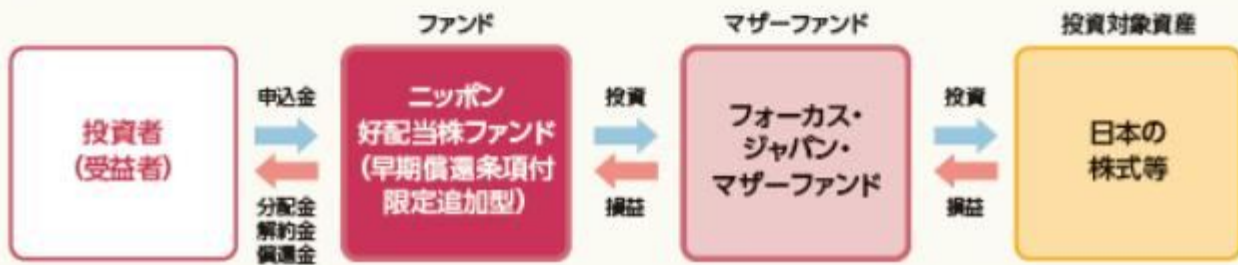 ファンド
マザーファンド
投資対象資産
投資者
(受益者)
申込金
分配金
解約金
償還金
ニッポン
好配当株ファンド
(早期償還条項付
限定追加型)
投資
損益
フォーカス・
ジャパン・
マザーファンド
投資
損益
日本の
株式等